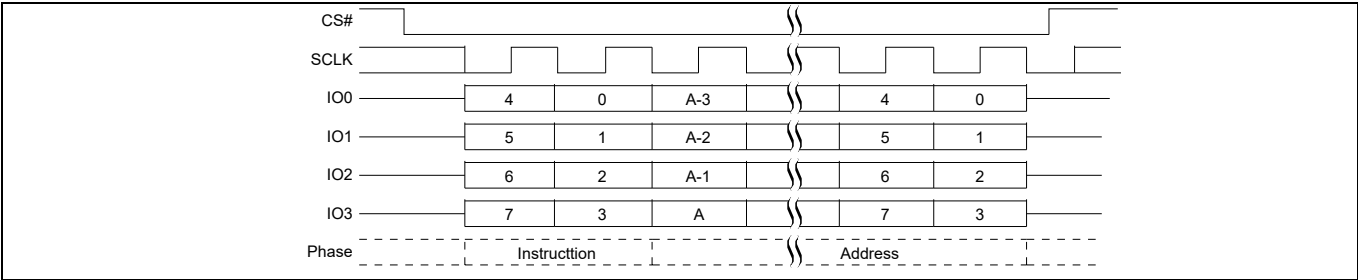 CS#
SCLK
IO0 4 0 A-3 4 0
IO1 5 1 A-2 5 1
IO2 6 2 A-1 6 2
IO3 7 3 A 7 3
Phase Insructtion Address